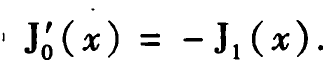 J₀′(x) = −J₁(x).